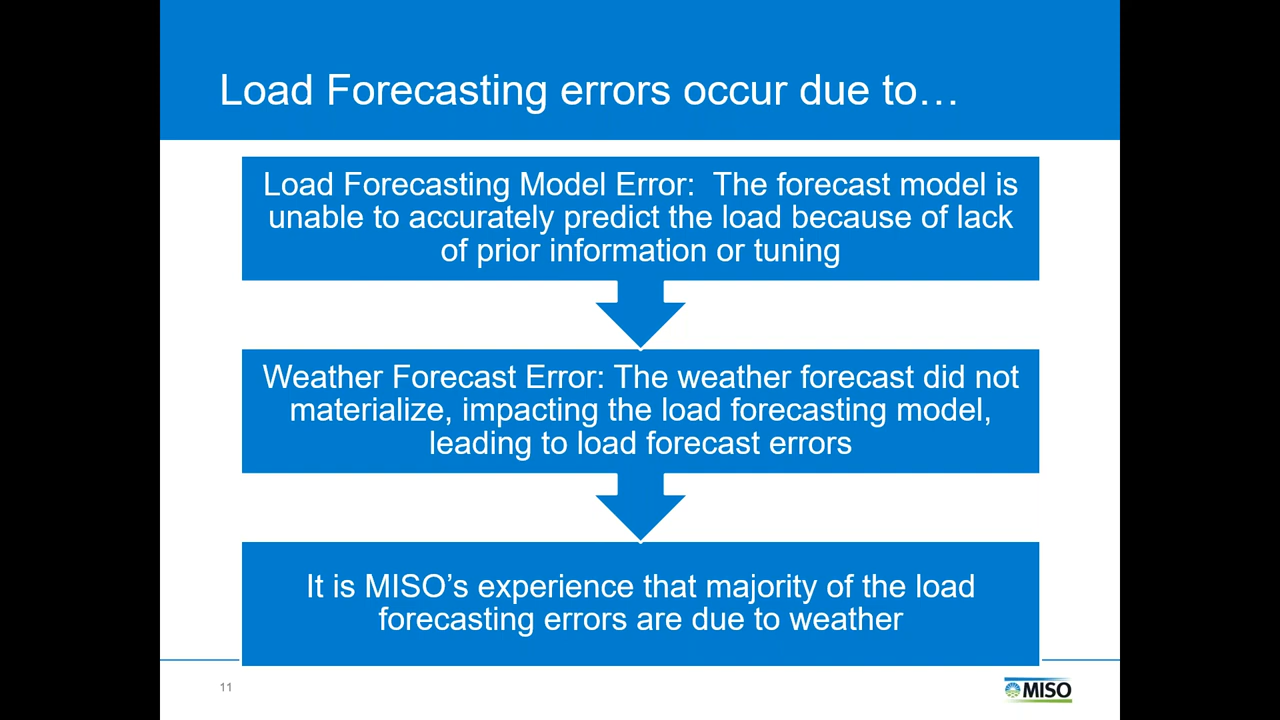 Load Forecasting errors occur due to…
Load Forecasting Model Error:  The forecast model is
unable to accurately predict the load because of lack
of prior information or tuning
Weather Forecast Error: The weather forecast did not
materialize, impacting the load forecasting model,
leading to load forecast errors
It is MISO’s experience that majority of the load
forecasting errors are due to weather
11
MISO